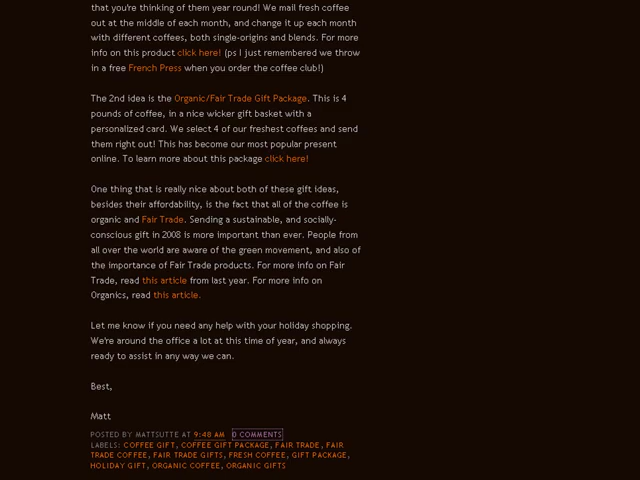 that you're thinking of them year round! We mail fresh coffee
out at the middle of each month, and change it up each month
with different coffees, both single-origins and blends. For more
info on this product click here! (ps I just remembered we throw
in a free French Press when you order the coffee club!)
The 2nd idea is the Organic/Fair Trade Gift Package. This is 4
pounds of coffee, in a nice wicker gift basket with a
personalized card. We select 4 of our freshest coffees and send
them right out! This has become our most popular present
online. To learn more about this package click here!
One thing that is really nice about both of these gift ideas,
besides their affordability, is the fact that all of the coffee is
organic and Fair Trade. Sending a sustainable, and socially-
conscious gift in 2008 is more important than ever. People from
all over the world are aware of the green movement, and also of
the importance of Fair Trade products. For more info on Fair
Trade, read this article from last year. For more info on
Organics, read this article.
Let me know if you need any help with your holiday shopping.
We're around the office a lot at this time of year, and always
ready to assist in any way we can.
Best,
Matt
POSTED BY MATTSUTTE AT 9:48 AM 0 COMMENTS
LABELS: COFFEE GIFT, COFFEE GIFT PACKAGE, FAIR TRADE, FAIR
TRADE COFFEE, FAIR TRADE GIFTS, FRESH COFFEE, GIFT PACKAGE,
HOLIDAY GIFT, ORGANIC COFFEE, ORGANIC GIFTS